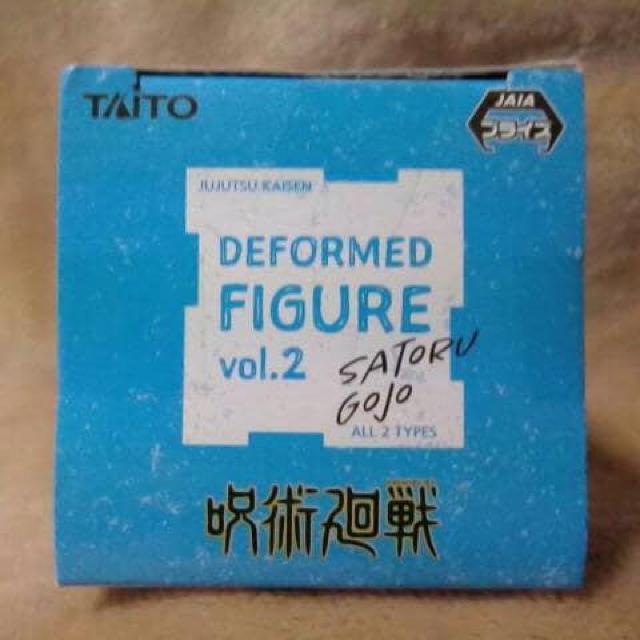 TAITO
JAIA
プライズ
JUJUTSU KAISEN
DEFORMED
FIGURE
vol.2
SATORU
GOJO
ALL 2 TYPES
呪術廻戦